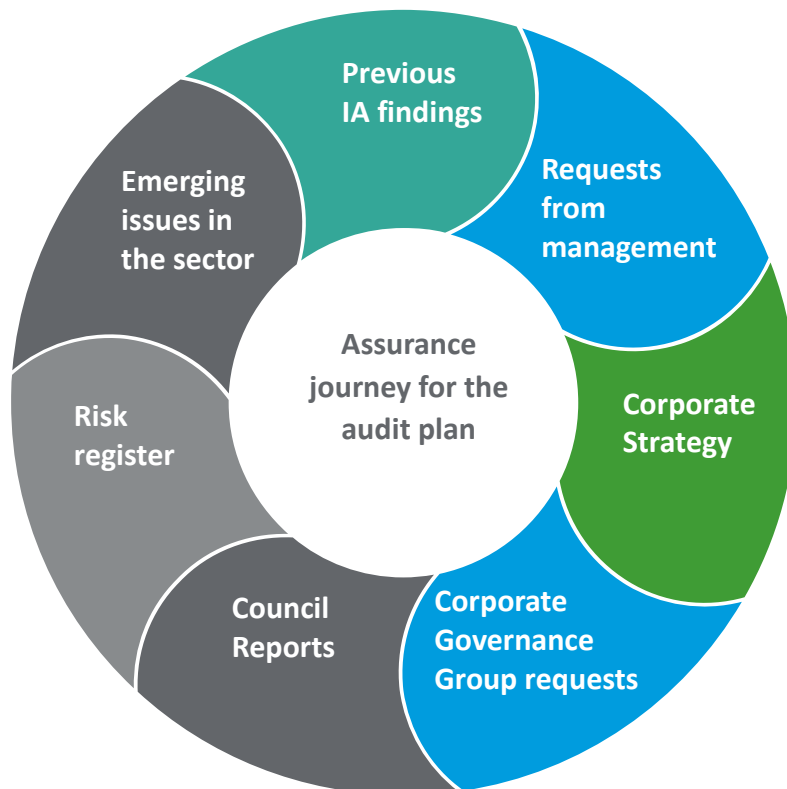 Previous
IA findings
Requests
from
management
Corporate
Strategy
Corporate
Governance
Group requests
Council
Reports
Risk
register
Emerging
issues in
the sector
Assurance
journey for the
audit plan